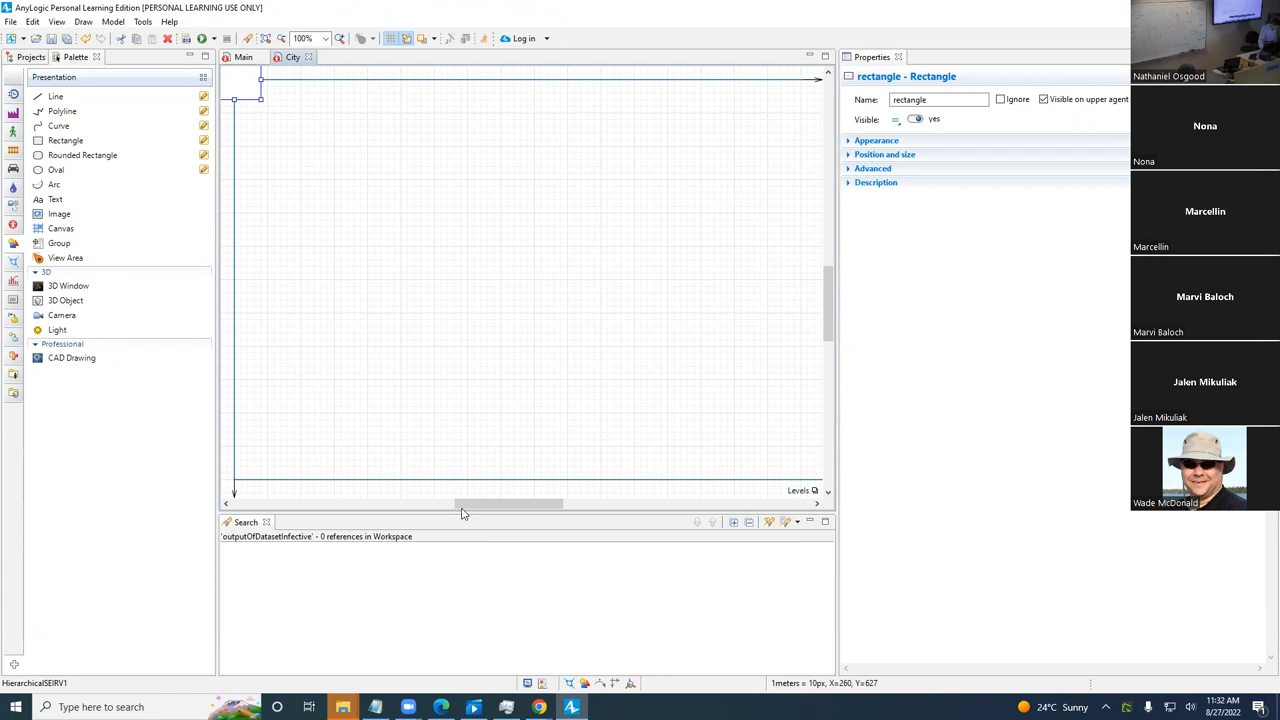 AnyLogic Personal Learning Edition [PERSONAL LEARNING USE ONLY]
File Edit View Draw Model Tools Help
100% Log in
Projects Palette
Main City
Properties
Presentation
Line
Polyline
Curve
Rectangle
Rounded Rectangle
Oval
Arc
Aa Text
Image
Canvas
Group
View Area
3D
3D Window
3D Object
Camera
Light
Professional
CAD Drawing
Levels
Search
'outputOfDatasetInfective' - 0 references in Workspace
rectangle - Rectangle
Name: rectangle Ignore Visible on upper agent
Visible: = yes
Appearance
Position and size
Advanced
Description
Nathaniel Osgood
Nona
Nona
Marcellin
Marcellin
Marvi Baloch
Marvi Baloch
Jalen Mikuliak
Jalen Mikuliak
Wade McDonald
HierarchicalSEIRV1
1meters = 10px, X=260, Y=627
Type here to search
24°C Sunny
11:32 AM
8/27/2022